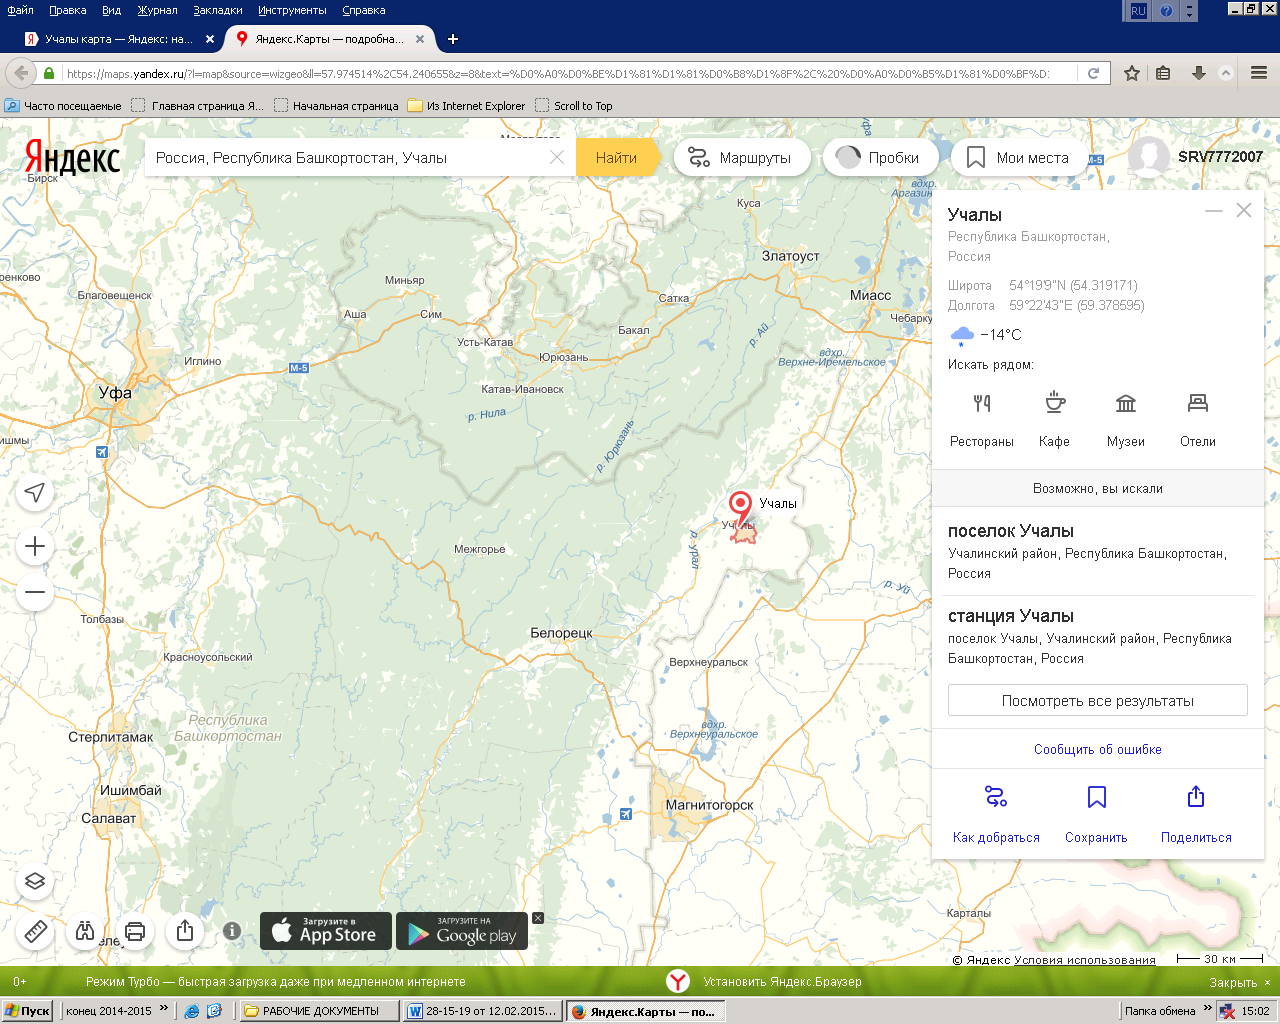 Файл Правка Вид Журнал Закладки Инструменты Справка
RU
Учалы карта — Яндекс: на...
Яндекс.Карты — подробна...
https://maps.yandex.ru/?l=map&source=wizgeo&ll=57.974514%2C54.240655&z=8&text=%D0%A0%D0%BE%D1%81%D1%81%D0%B8%D1%8F%2C%20%D0%A0%D0%B5%D1%81%D0%BF%D
Часто посещаемые Главная страница Я... Начальная страница Из Internet Explorer Scroll to Top
Яндекс
Россия, Республика Башкортостан, Учалы
Найти
Маршруты
Пробки
Мои места
М-5
SRV7772007
Бирск
Куса
вдхр.
Аргазин
Уфа
Златоуст
Миньяр
Благовещенск
Сатка
Миасс
Аша
Сим
Чебарку
Бакал
р. Ай
Усть-Катав
Юрюзань
вдхр.
Верхне-Иремельское
Иглино
М-5
Катав-Ивановск
Уфа
р. Нила
р. Юрюзань
Учалы
Учалы
р. Урал
Межгорье
р. Уй
Толбазы
Белорецк
Красноусольский
Верхнеуральск
Республика
Башкортостан
вдхр.
Верхнеуральское
Стерлитамак
Ишимбай
Салават
Магнитогорск
Карталы
Учалы
Республика Башкортостан,
Россия
Широта 54°19'9"N (54.319171)
Долгота 59°22'43"E (59.378595)
−14°C
Искать рядом:
Рестораны Кафе Музеи Отели
Возможно, вы искали
поселок Учалы
Учалинский район, Республика Башкортостан,
Россия
станция Учалы
поселок Учалы, Учалинский район, Республика
Башкортостан, Россия
Посмотреть все результаты
Сообщить об ошибке
Как добраться Сохранить Поделиться
Загрузите в
App Store
ЗАГРУЗИТЕ НА
Google play
© Яндекс Условия использования
30 км
0+
Режим Турбо — быстрая загрузка даже при медленном интернете
Установить Яндекс.Браузер
Закрыть ×
Пуск
конец 2014-2015 »
РАБОЧИЕ ДОКУМЕНТЫ
28-15-19 от 12.02.2015...
Яндекс.Карты — по...
Папка обмена »
15:02